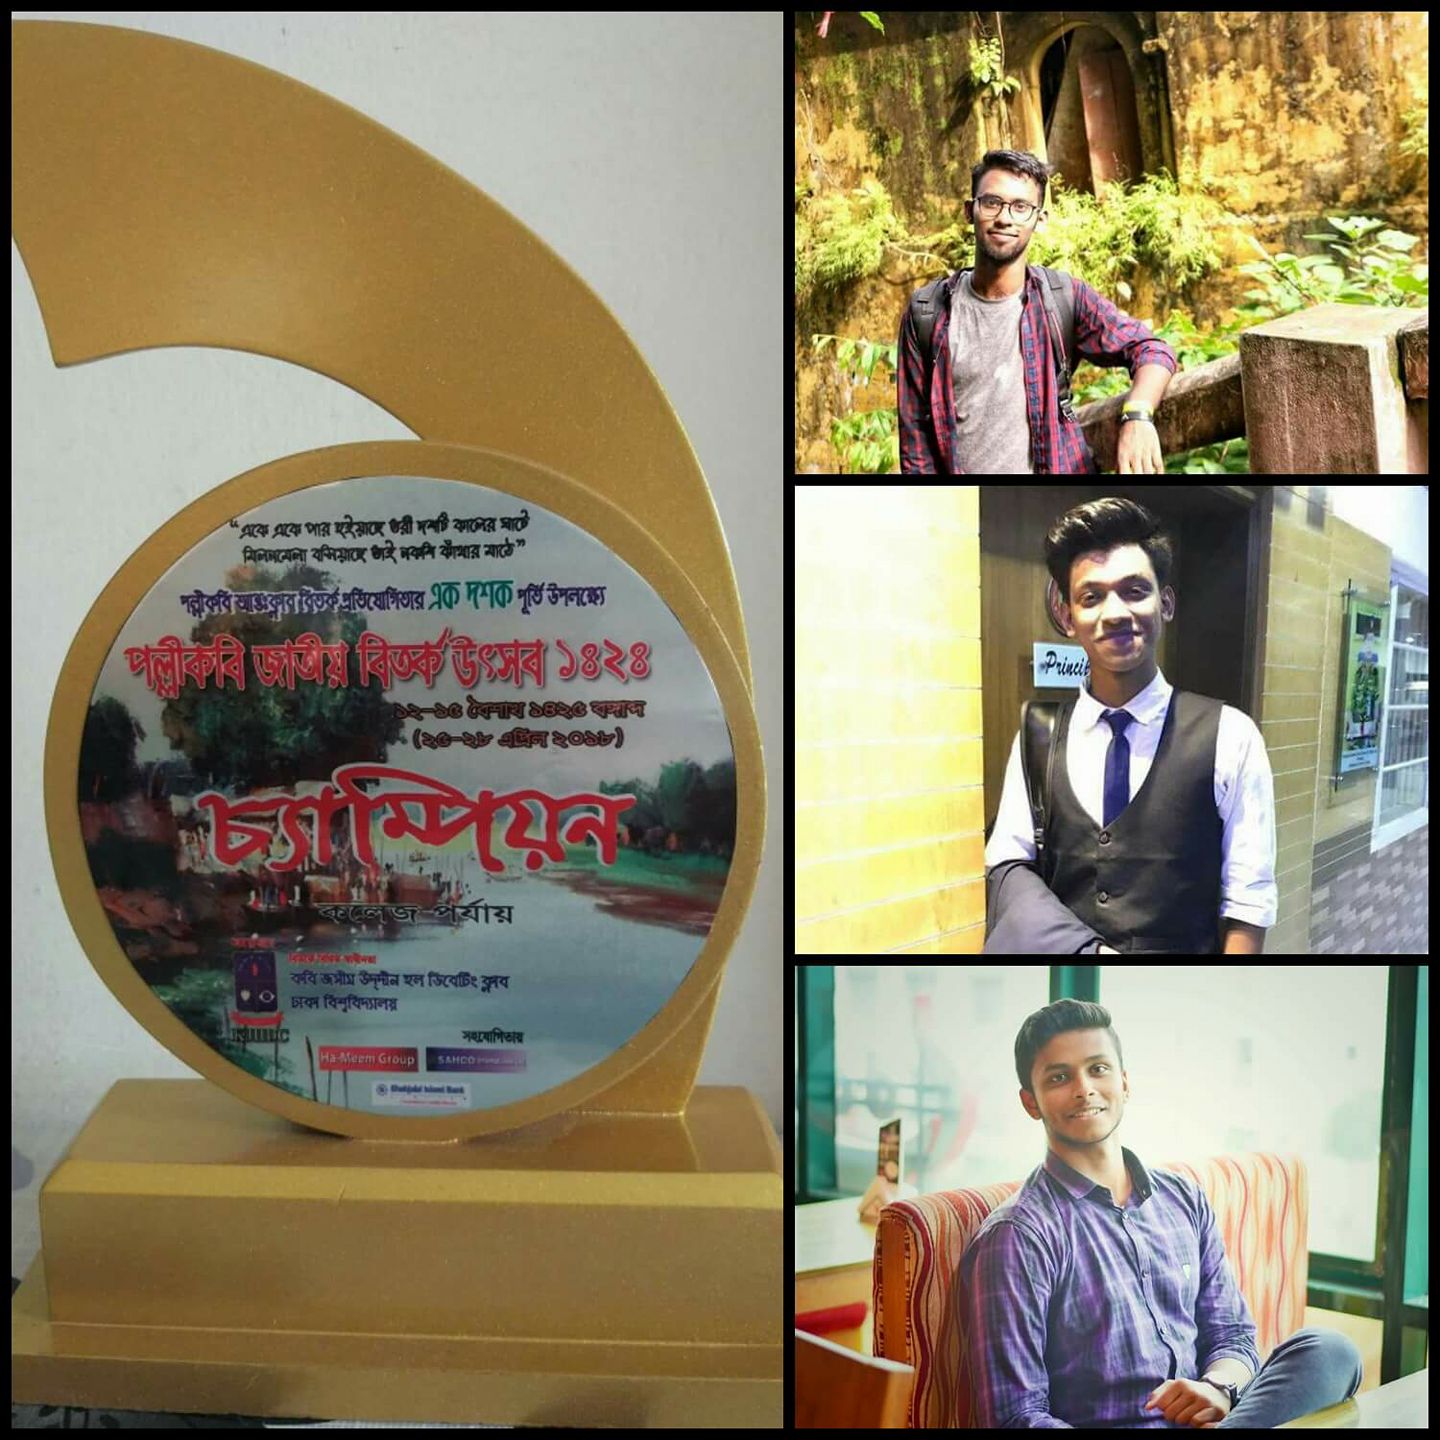 “একে একে পার হইয়াছে তরী দশটি কালের ঘাটে
মিলনমেলা বসিয়াছে তাই নকশি কাঁথার মাঠে”
পল্লীকবি আন্তঃক্লাব বিতর্ক প্রতিযোগিতার এক দশক পূর্তি উপলক্ষ্যে
পল্লীকবি জাতীয় বিতর্ক উৎসব ১৪২৪
১২-১৫ বৈশাখ ১৪২৫ বঙ্গাব্দ
(২৫-২৮ এপ্রিল ২০১৮)
চ্যাম্পিয়ন
কলেজ পর্যায়
কবি জসীম উদ্দীন হল ডিবেটিং ক্লাব
ঢাকা বিশ্ববিদ্যালয়
সহযোগিতায়
Ha-Meem Group
SAHCO
Shahjalal Islami Bank